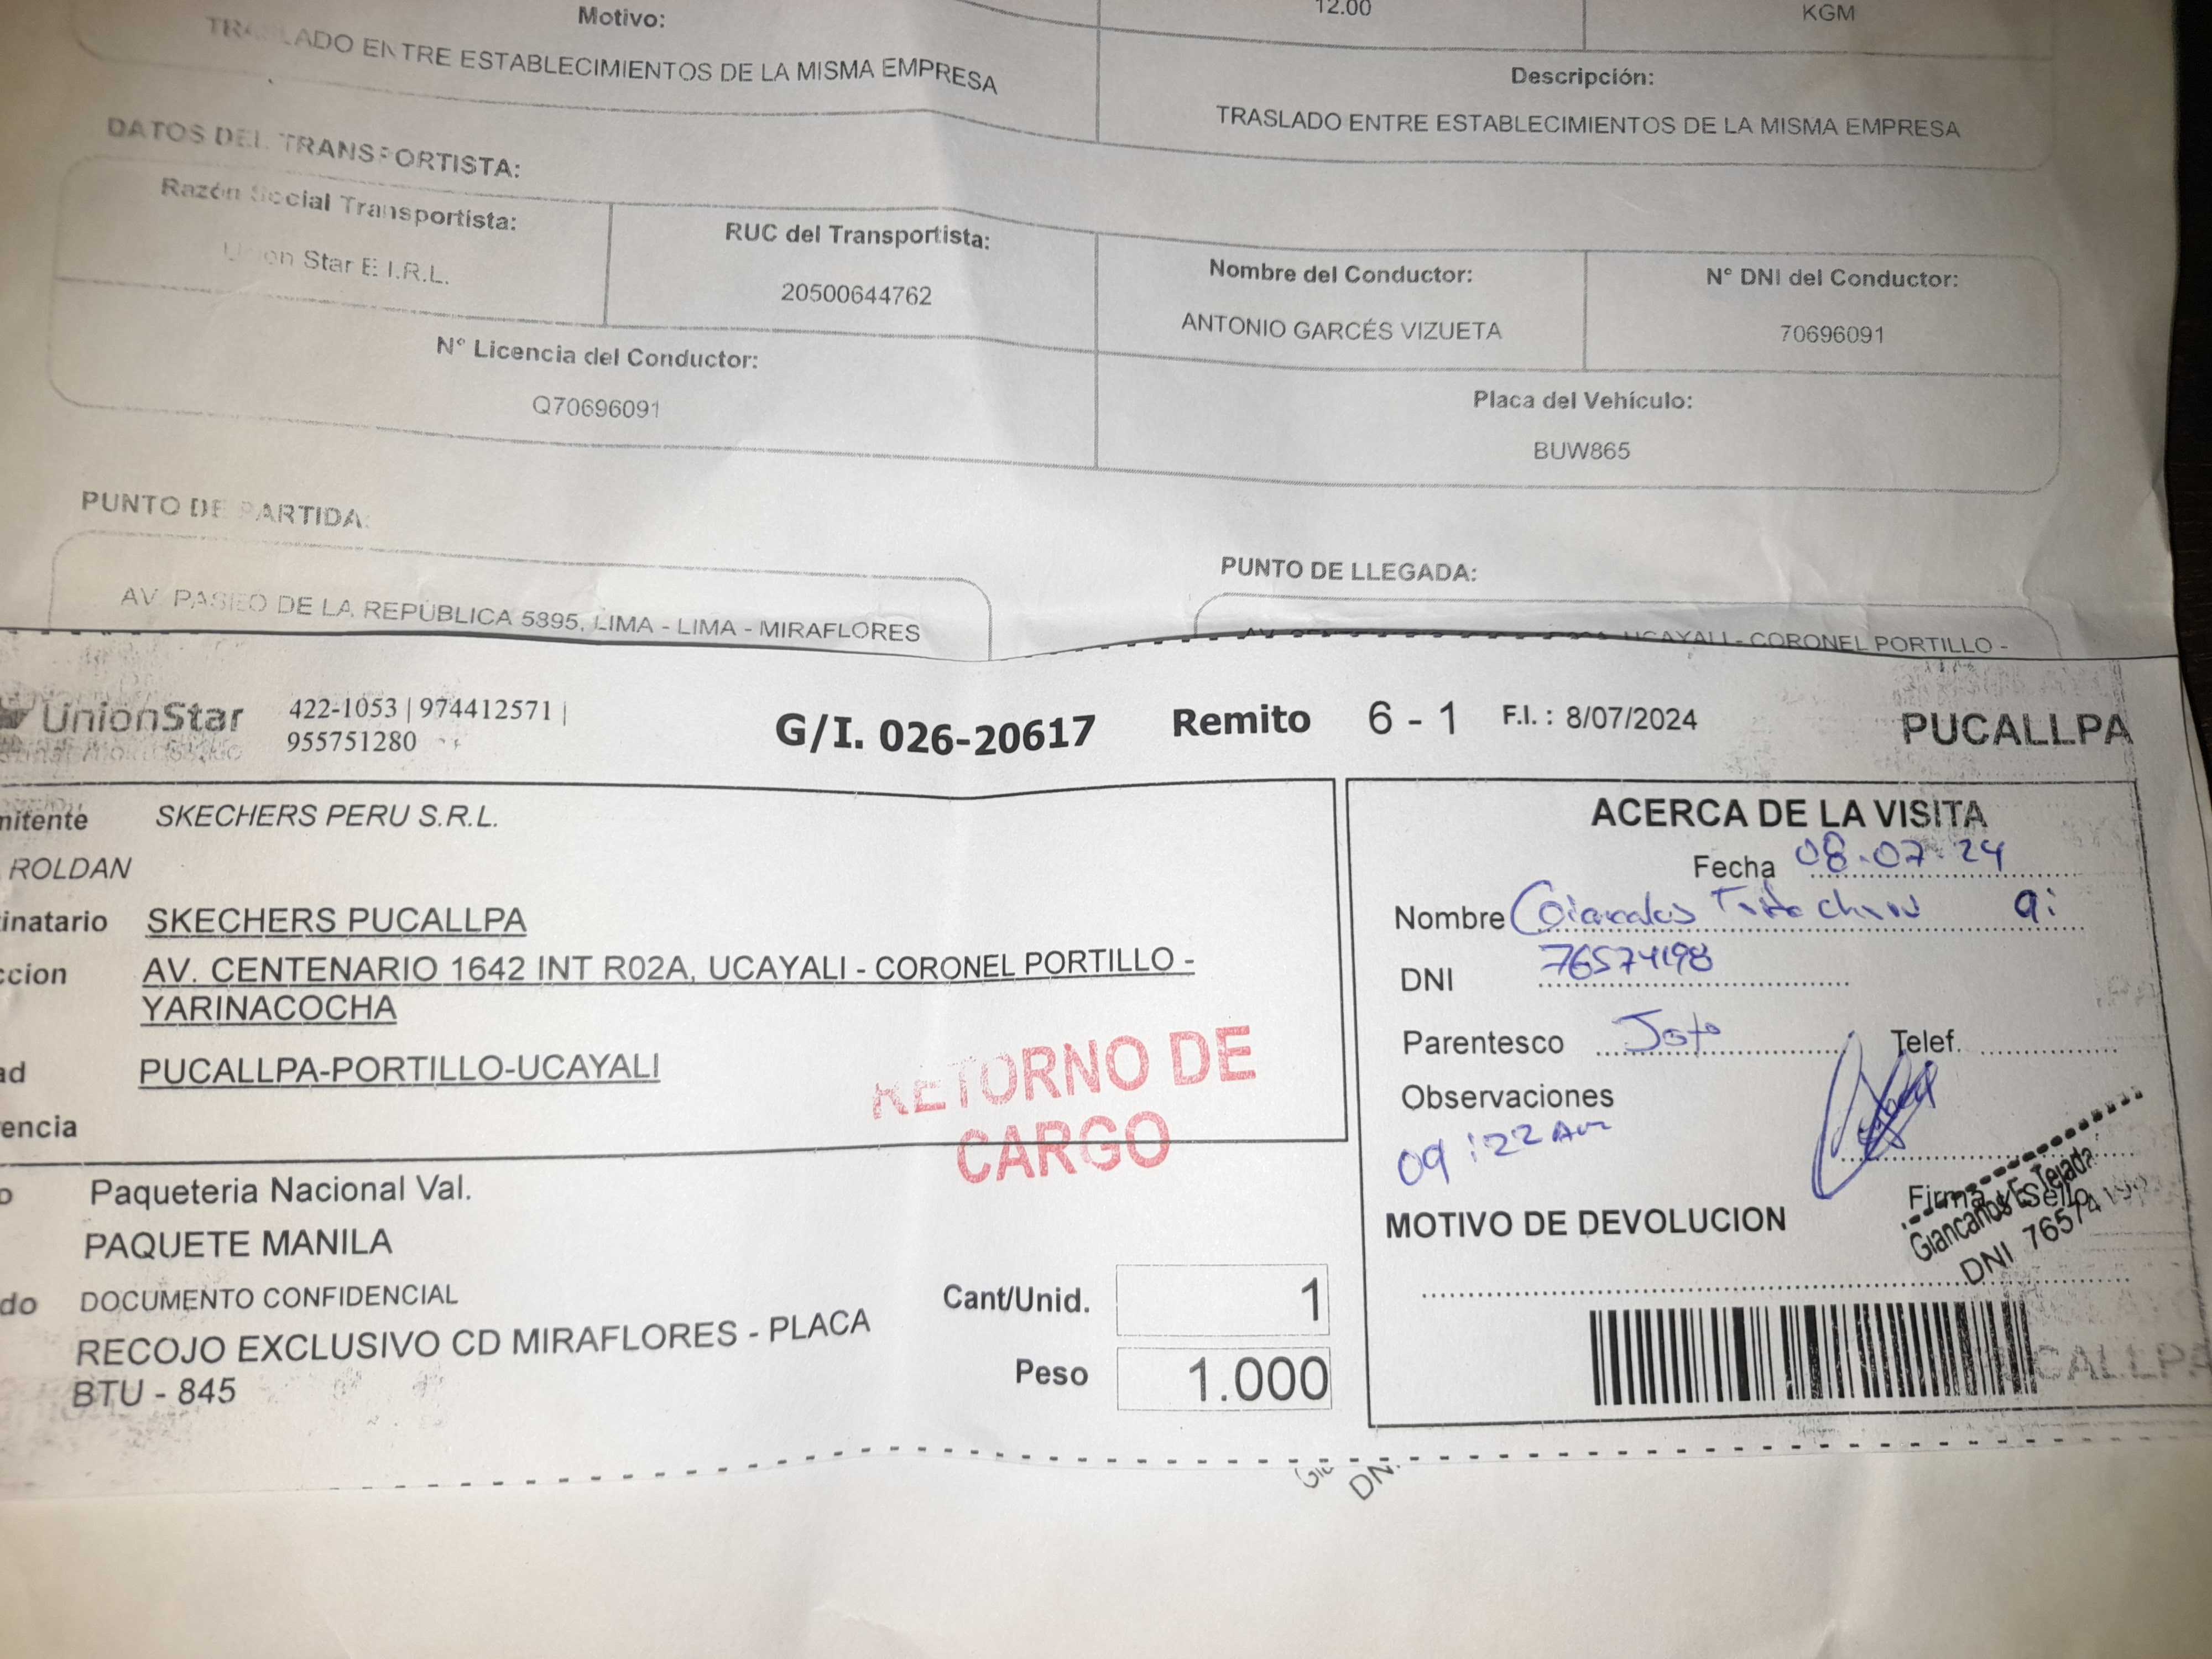 Motivo:
12.00
KGM
TRASLADO ENTRE ESTABLECIMIENTOS DE LA MISMA EMPRESA
Descripción:
TRASLADO ENTRE ESTABLECIMIENTOS DE LA MISMA EMPRESA
DATOS DEL TRANSPORTISTA:
Razón Social Transportista:
Union Star E.I.R.L.
RUC del Transportista:
20500644762
Nombre del Conductor:
ANTONIO GARCÉS VIZUETA
N° DNI del Conductor:
70696091
N° Licencia del Conductor:
Q70696091
Placa del Vehículo:
BUW865
PUNTO DE PARTIDA:
AV. PASEO DE LA REPÚBLICA 5895, LIMA - LIMA - MIRAFLORES
PUNTO DE LLEGADA:
UCAYALI - CORONEL PORTILLO -
UnionStar
422-1053 | 974412571 |
955751280
G/I. 026-20617
Remito 6 - 1
F.I. : 8/07/2024
PUCALLPA
mitente SKECHERS PERU S.R.L.
ROLDAN
inatario SKECHERS PUCALLPA
ccion AV. CENTENARIO 1642 INT R02A, UCAYALI - CORONEL PORTILLO -
YARINACOCHA
ad PUCALLPA-PORTILLO-UCAYALI
encia
RETORNO DE
CARGO
o Paqueteria Nacional Val.
PAQUETE MANILA
do DOCUMENTO CONFIDENCIAL
RECOJO EXCLUSIVO CD MIRAFLORES - PLACA
BTU - 845
Cant/Unid. 1
Peso 1.000
ACERCA DE LA VISITA
Fecha 08-07-24
Nombre
DNI 76574198
Parentesco
Telef.
Observaciones
09:22 Am
Firma y Sello
Tejada
DNI 76574198
MOTIVO DE DEVOLUCION
CALLPA
DN